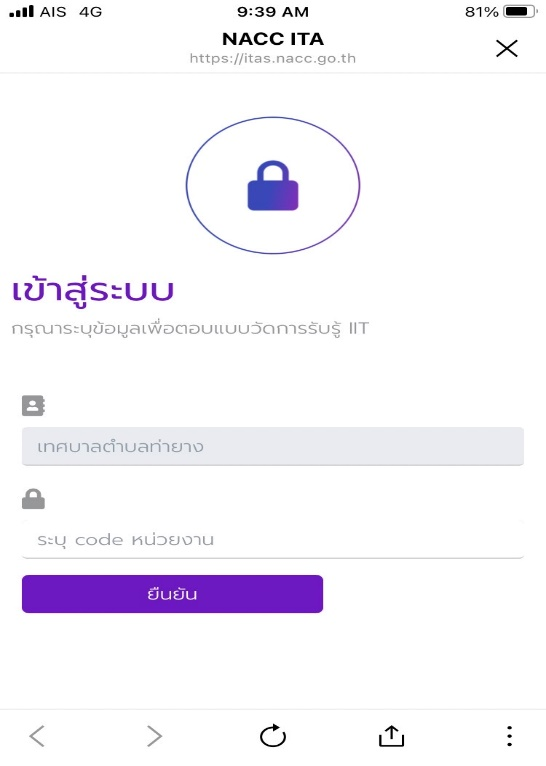 AIS 4G 9:39 AM 81%
NACC ITA
https://itas.nacc.go.th
เข้าสู่ระบบ
กรุณาระบุข้อมูลเพื่อตอบแบบวัดการรับรู้ IIT
เทศบาลตำบลท่ายาง
ระบุ code หน่วยงาน
ยืนยัน